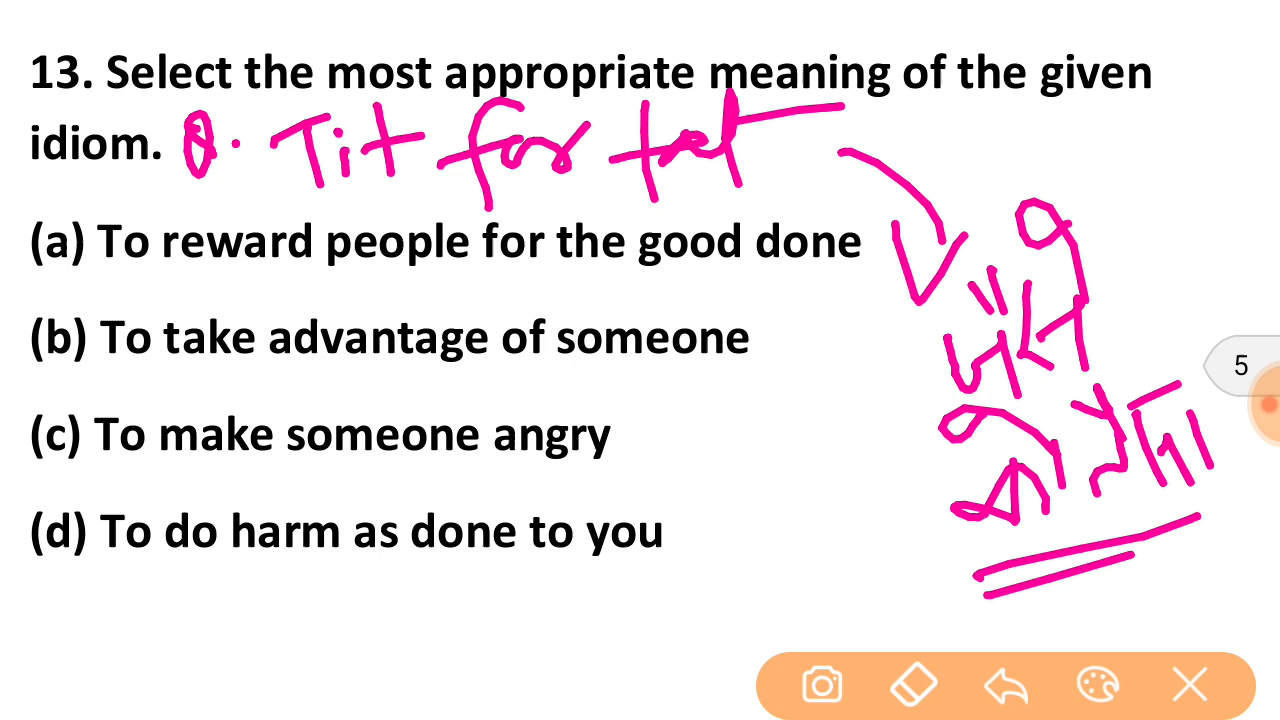 13. Select the most appropriate meaning of the given
idiom. Q. Tit for tat
(a) To reward people for the good done
(b) To take advantage of someone
(c) To make someone angry
(d) To do harm as done to you
5